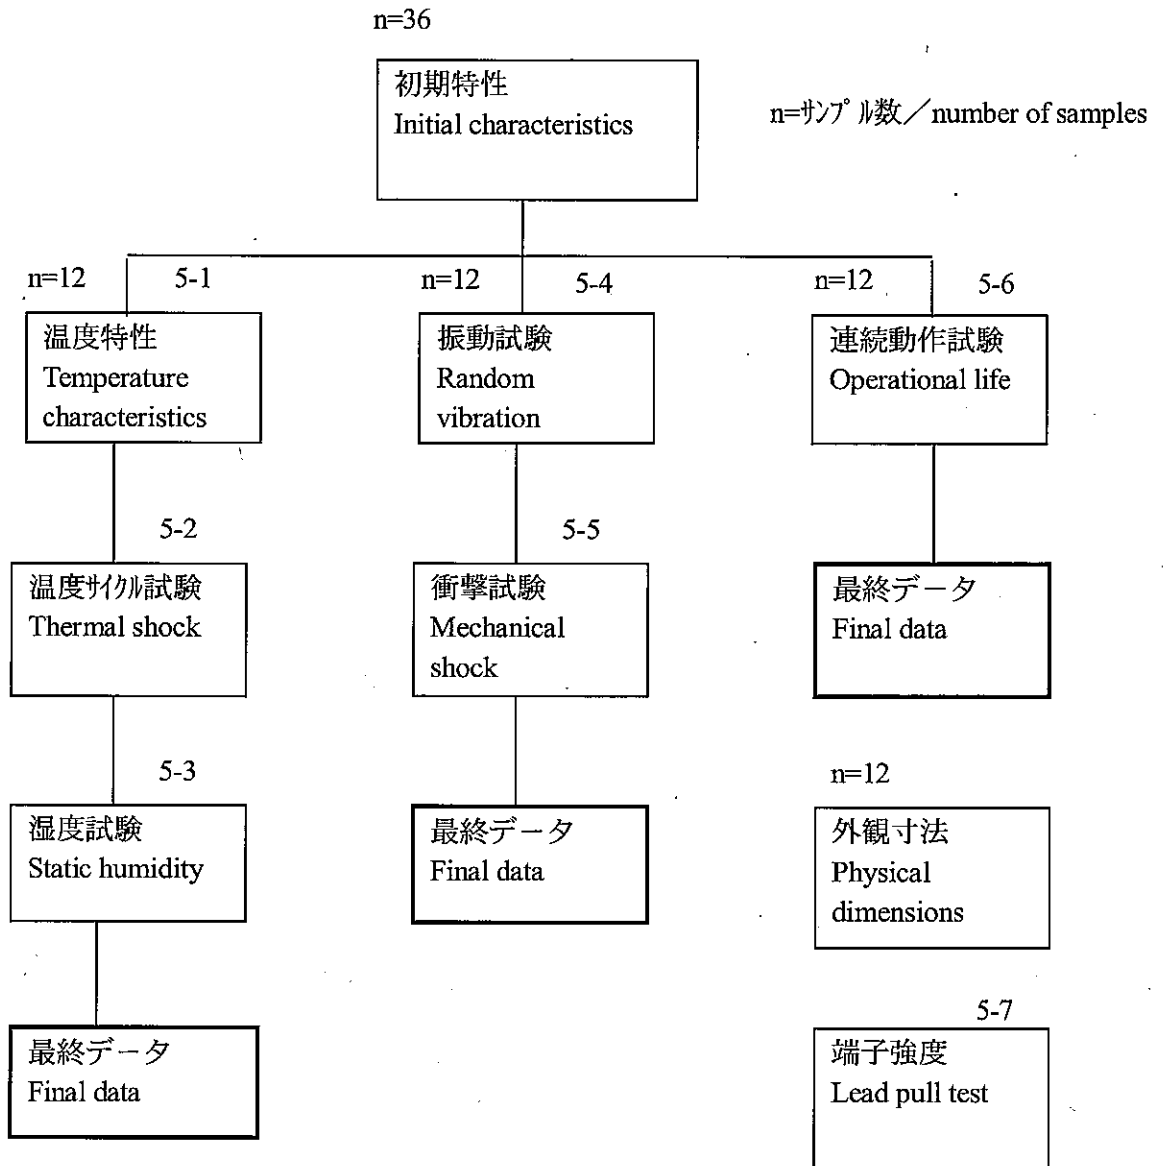 n=36
初期特性
Initial characteristics
n=ｻﾝﾌﾟﾙ数／number of samples
n=12
5-1
n=12
5-4
n=12
5-6
温度特性
Temperature
characteristics
振動試験
Random
vibration
連続動作試験
Operational life
5-2
5-5
温度ｻｲｸﾙ試験
Thermal shock
衝撃試験
Mechanical
shock
最終データ
Final data
5-3
n=12
湿度試験
Static humidity
最終データ
Final data
外観寸法
Physical
dimensions
5-7
最終データ
Final data
端子強度
Lead pull test